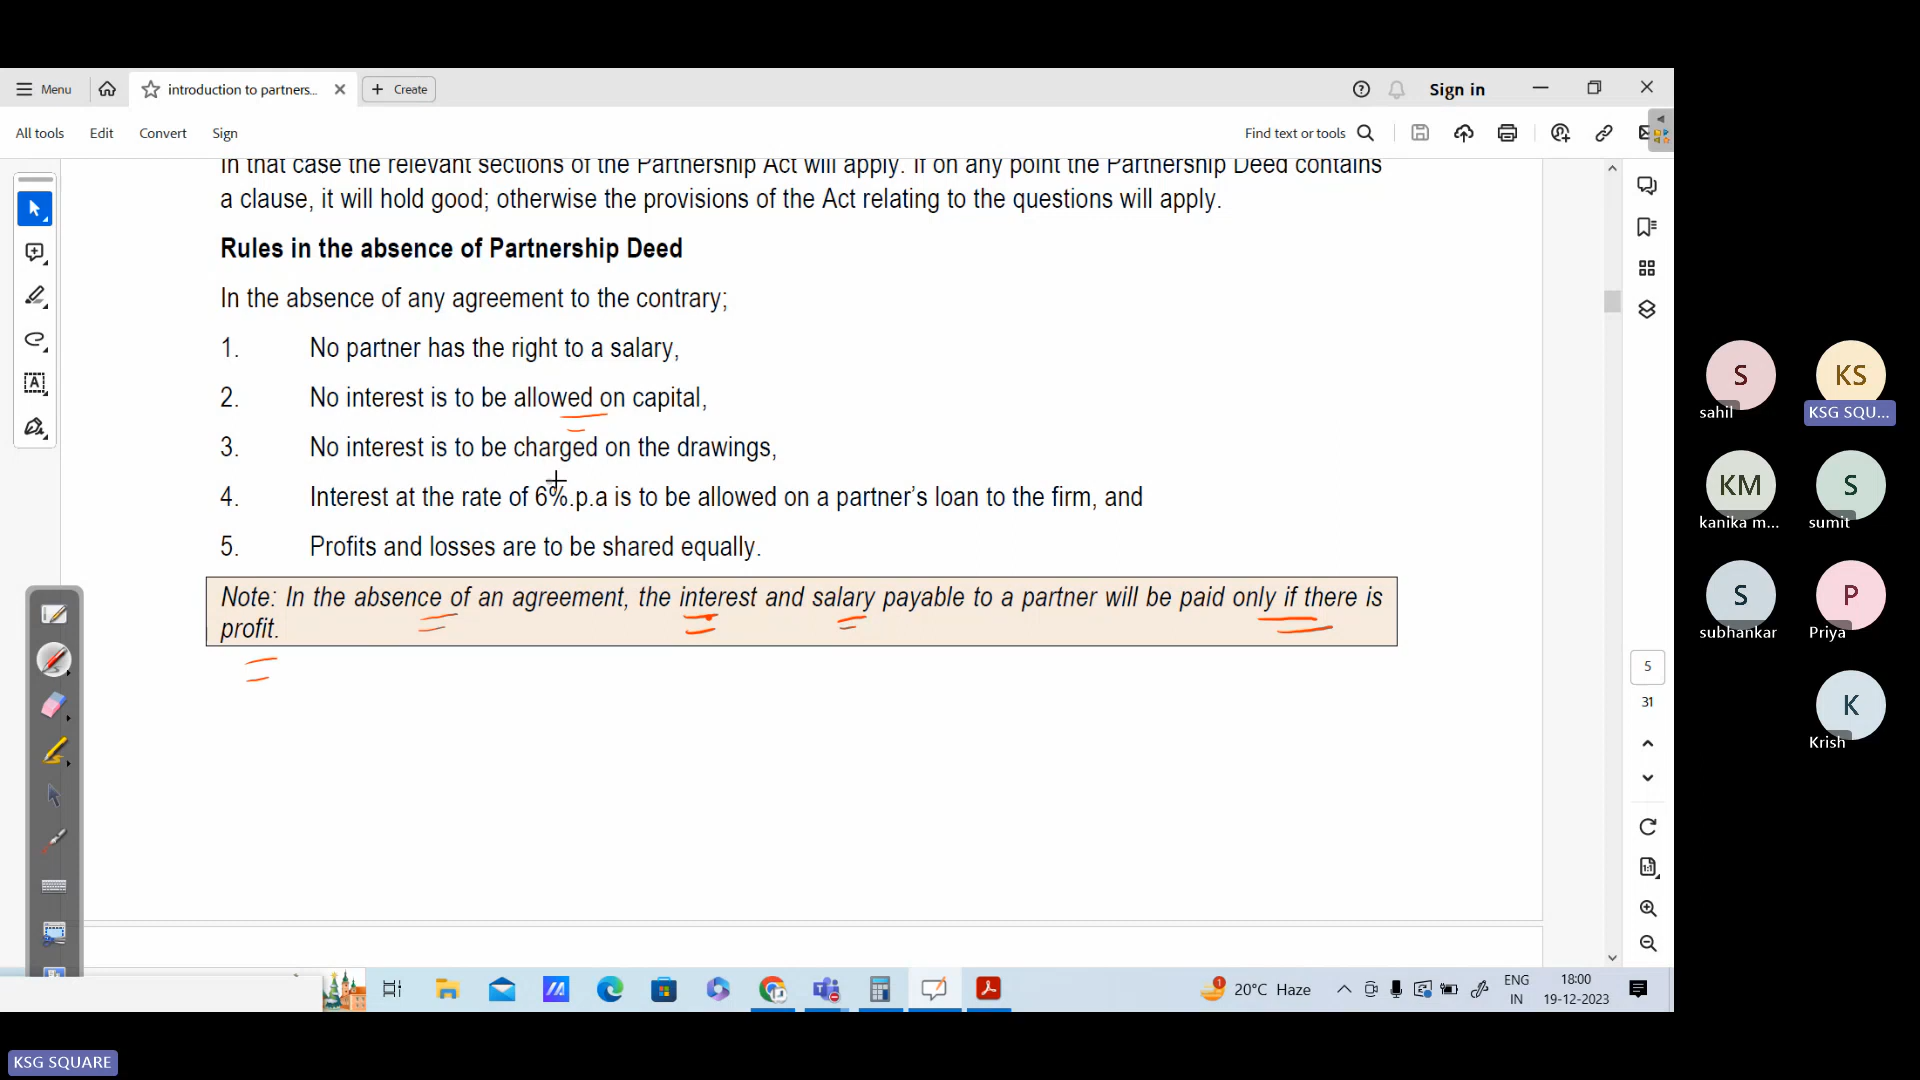 Menu
introduction to partners...
Create
Sign in
All tools
Edit
Convert
Sign
Find text or tools
In that case the relevant sections of the Partnership Act will apply. If on any point the Partnership Deed contains
a clause, it will hold good; otherwise the provisions of the Act relating to the questions will apply.
Rules in the absence of Partnership Deed
In the absence of any agreement to the contrary;
1. No partner has the right to a salary,
2. No interest is to be allowed on capital,
3. No interest is to be charged on the drawings,
4. Interest at the rate of 6%.p.a is to be allowed on a partner's loan to the firm, and
5. Profits and losses are to be shared equally.
Note: In the absence of an agreement, the interest and salary payable to a partner will be paid only if there is
profit.
5
31
S
sahil
KS
KSG SQU...
KM
kanika m...
S
sumit
S
subhankar
P
Priya
K
Krish
1
20°C Haze
ENG
IN
18:00
19-12-2023
KSG SQUARE